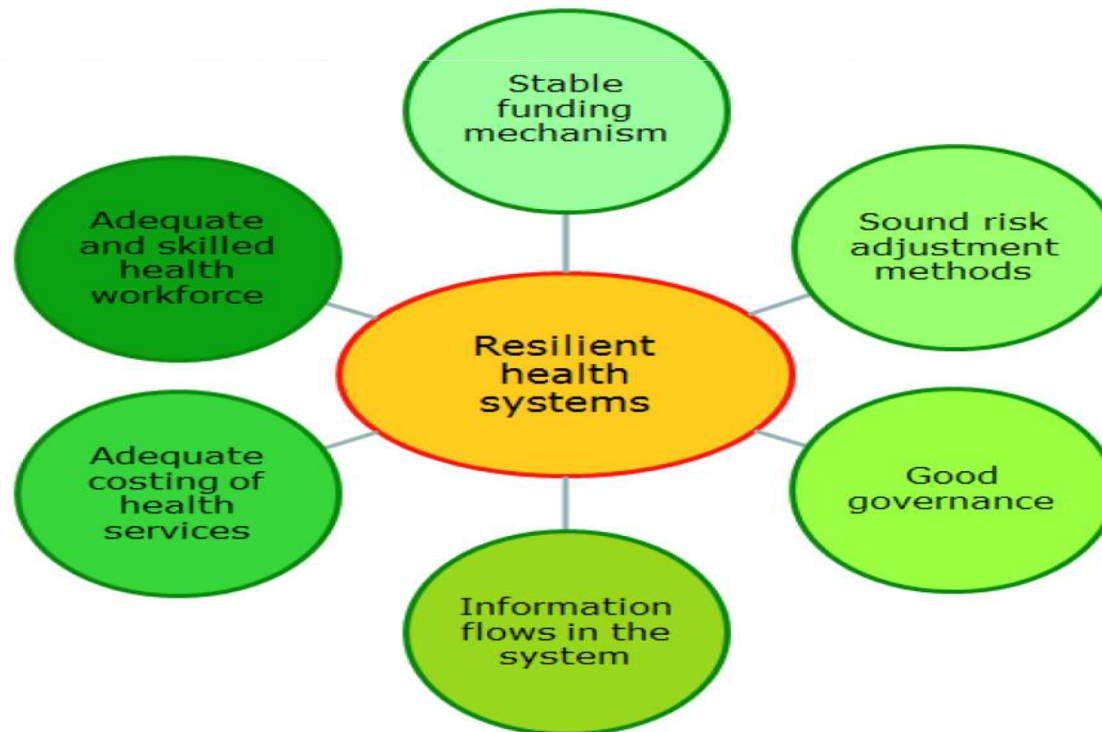 Stable
funding
mechanism
Sound risk
adjustment
methods
Good
governance
Information
flows in the
system
Adequate
costing of
health
services
Adequate
and skilled
health
workforce
Resilient
health
systems